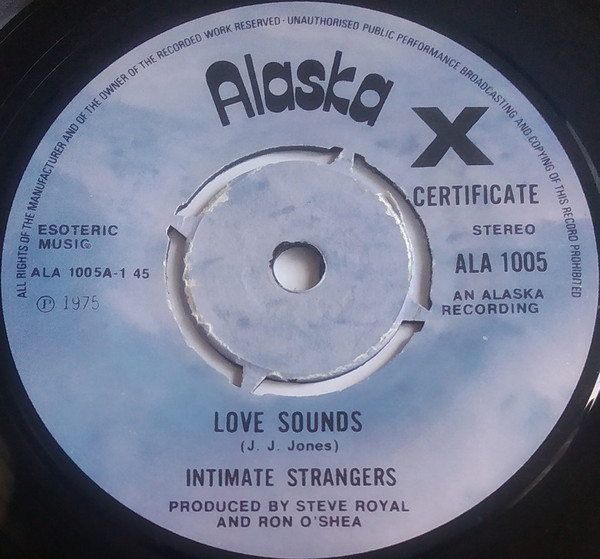 ALL RIGHTS OF THE MANUFACTURER AND OF THE OWNER OF THE RECORDED WORK RESERVED · UNAUTHORISED PUBLIC PERFORMANCE BROADCASTING AND COPYING OF THIS RECORD PROHIBITED
Alaska
X
CERTIFICATE
ESOTERIC
MUSIC
STEREO
ALA 1005A-1 45
ALA 1005
℗ 1975
AN ALASKA
RECORDING
LOVE SOUNDS
(J. J. Jones)
INTIMATE STRANGERS
PRODUCED BY STEVE ROYAL
AND RON O'SHEA